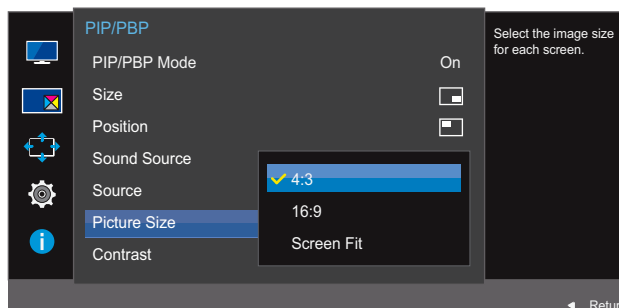 PIP/PBP
PIP/PBP Mode On
Size
Position
Sound Source
Source
Picture Size
Contrast
4:3
16:9
Screen Fit
Select the image size
for each screen.
Return